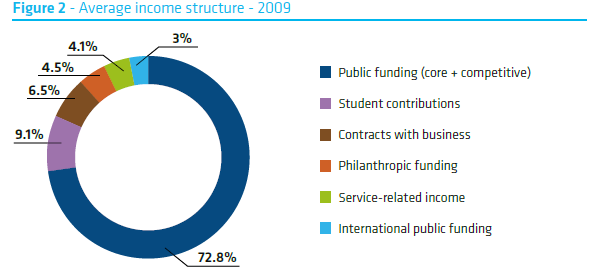 Figure 2 - Average income structure - 2009
3%
4.1%
4.5%
6.5%
9.1%
72.8%
Public funding (core + competitive)
Student contributions
Contracts with business
Philanthropic funding
Service-related income
International public funding